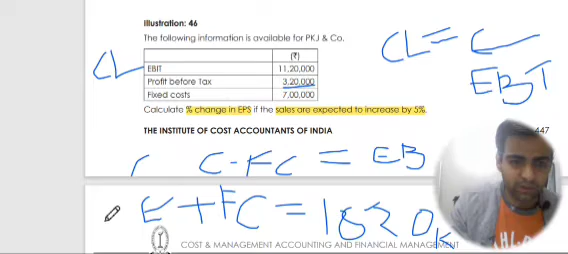 Illustration: 46
The following information is available for PKJ & Co.
(₹)
EBIT 11,20,000
Profit before Tax 3,20,000
Fixed costs 7,00,000
Calculate % change in EPS if the sales are expected to increase by 5%.
THE INSTITUTE OF COST ACCOUNTANTS OF INDIA 447
CL
CL = C
EBT
C - FC = EB
E + FC = 1820k
COST & MANAGEMENT ACCOUNTING AND FINANCIAL MANAGEMENT